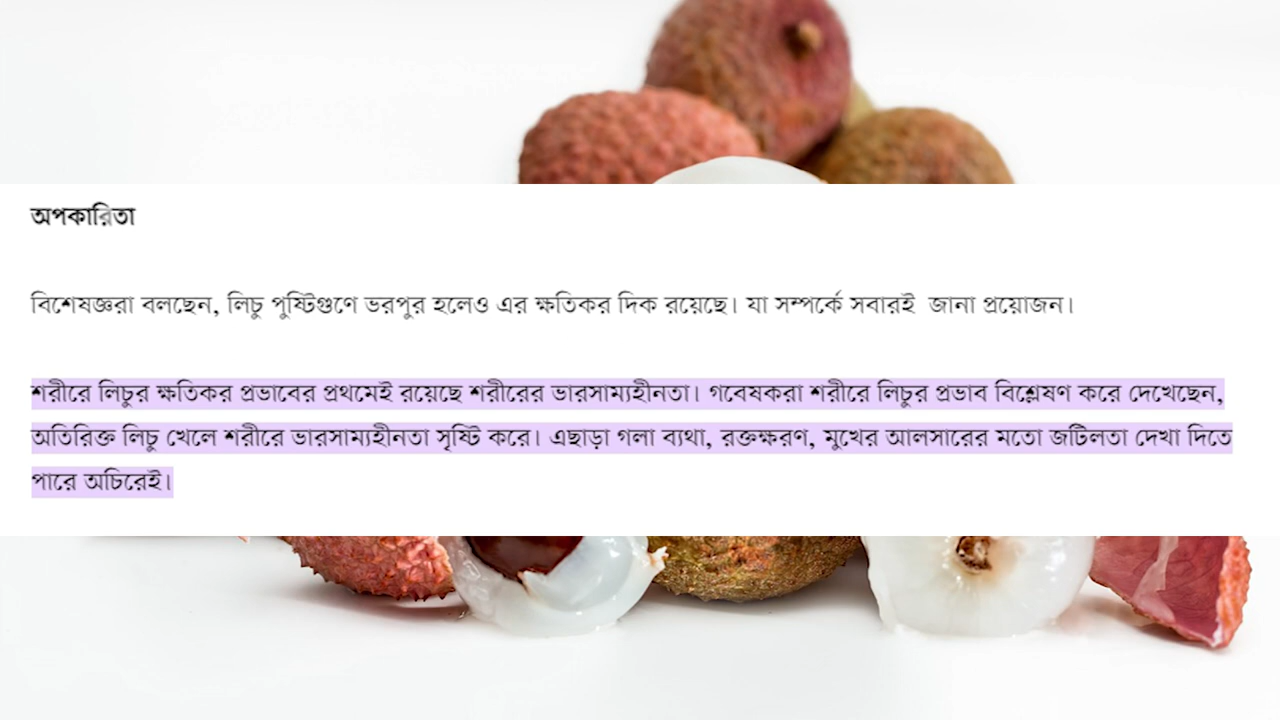 অপকারিতা
বিশেষজ্ঞরা বলছেন, লিচু পুষ্টিগুণে ভরপুর হলেও এর ক্ষতিকর দিক রয়েছে। যা সম্পর্কে সবারই জানা প্রয়োজন।
শরীরে লিচুর ক্ষতিকর প্রভাবের প্রথমেই রয়েছে শরীরের ভারসাম্যহীনতা। গবেষকরা শরীরে লিচুর প্রভাব বিশ্লেষণ করে দেখেছেন,
অতিরিক্ত লিচু খেলে শরীরে ভারসাম্যহীনতা সৃষ্টি করে। এছাড়া গলা ব্যথা, রক্তক্ষরণ, মুখের আলসারের মতো জটিলতা দেখা দিতে
পারে অচিরেই।